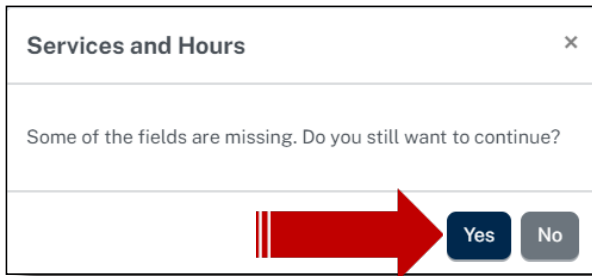 Services and Hours ×
Some of the fields are missing. Do you still want to continue?
Yes No